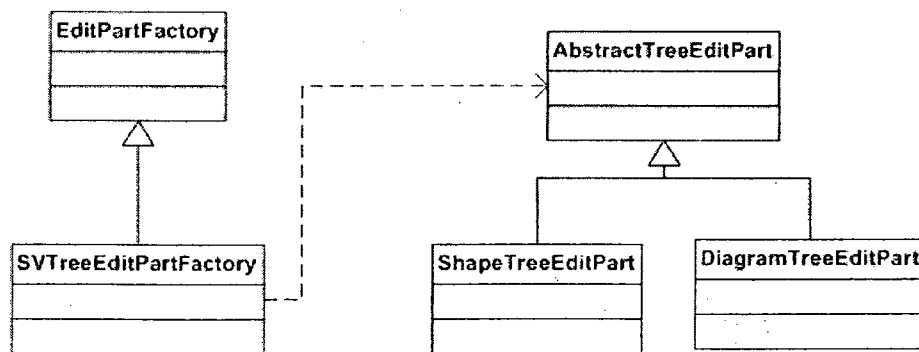 EditPartFactory
AbstractTreeEditPart
SVTreeEditPartFactory
ShapeTreeEditPart
DiagramTreeEditPart